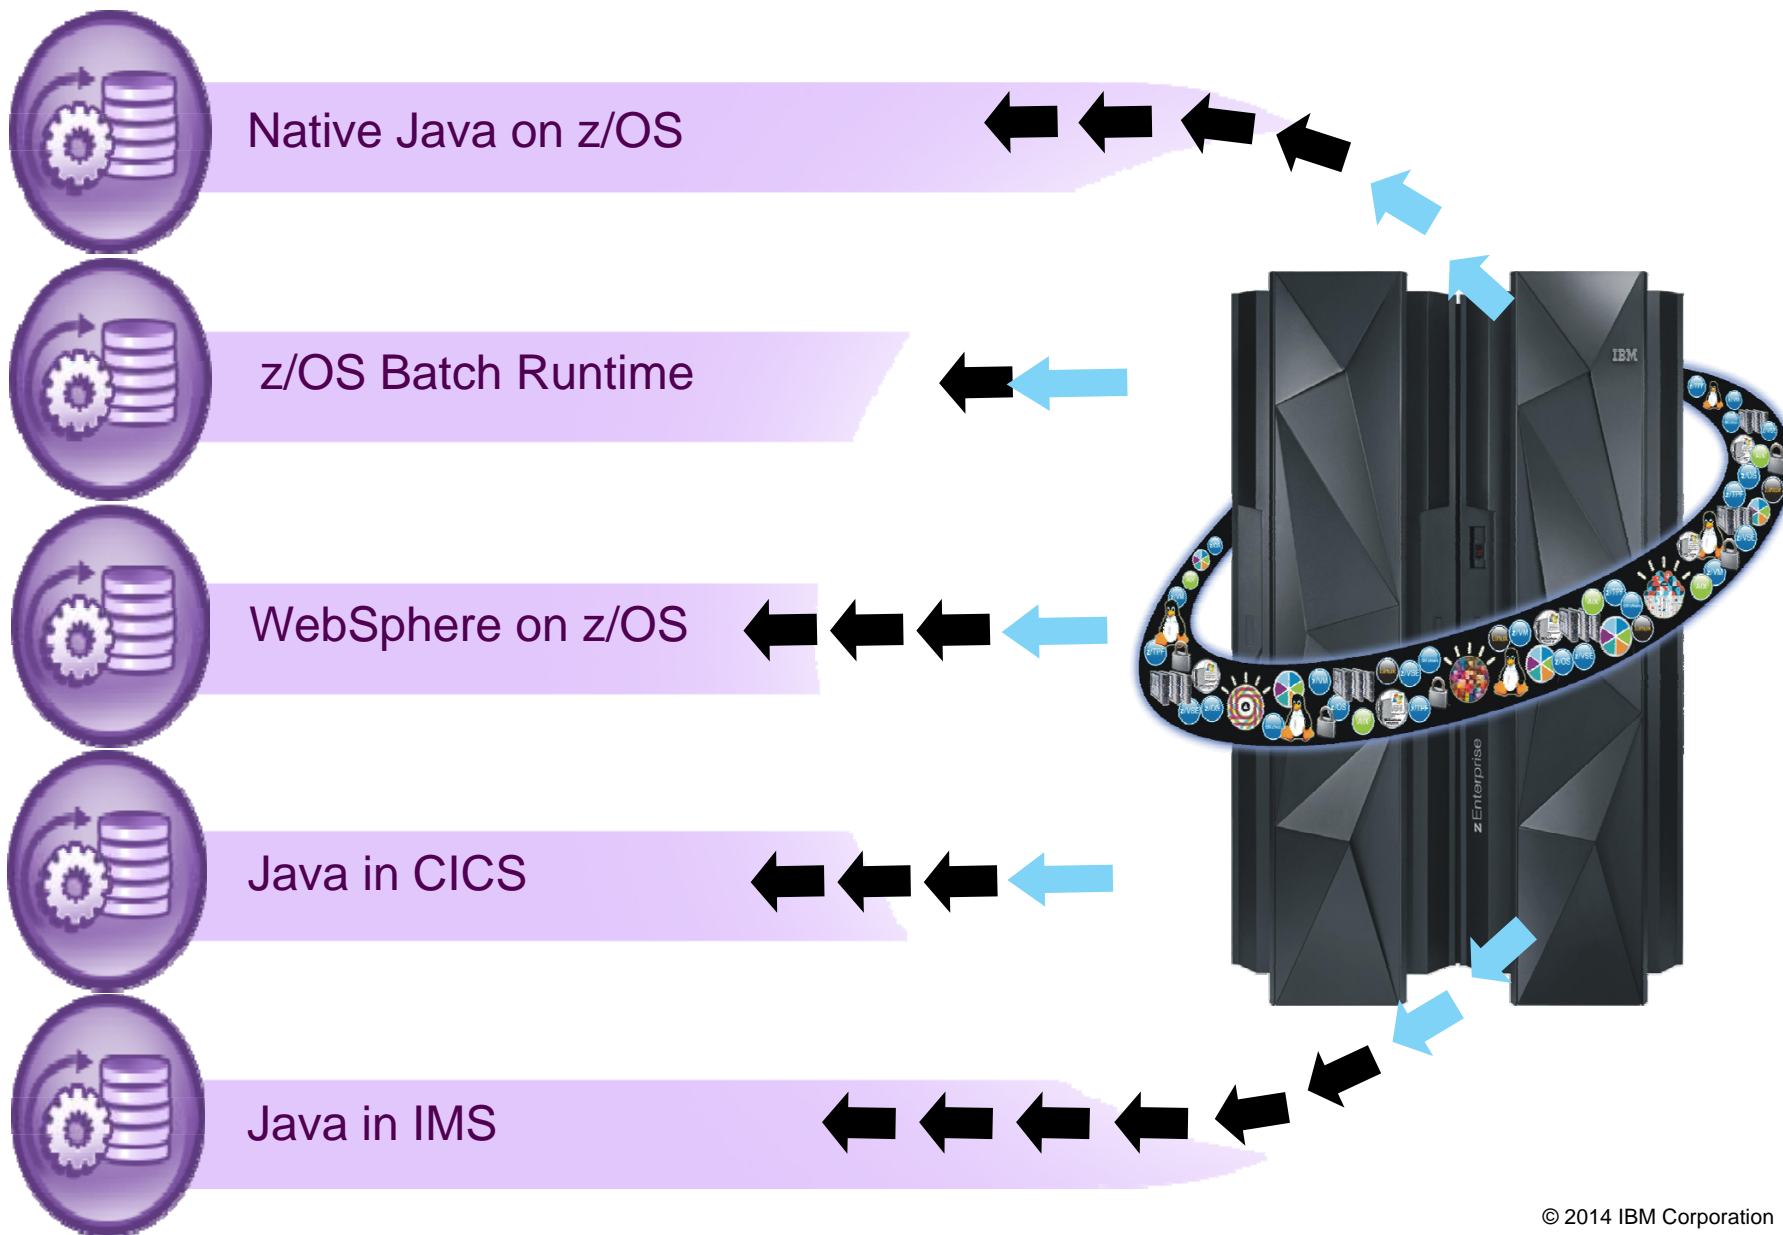 Native Java on z/OS
z/OS Batch Runtime
IBM
WebSphere on z/OS
zEnterprise
Java in CICS
Java in IMS
© 2014 IBM Corporation